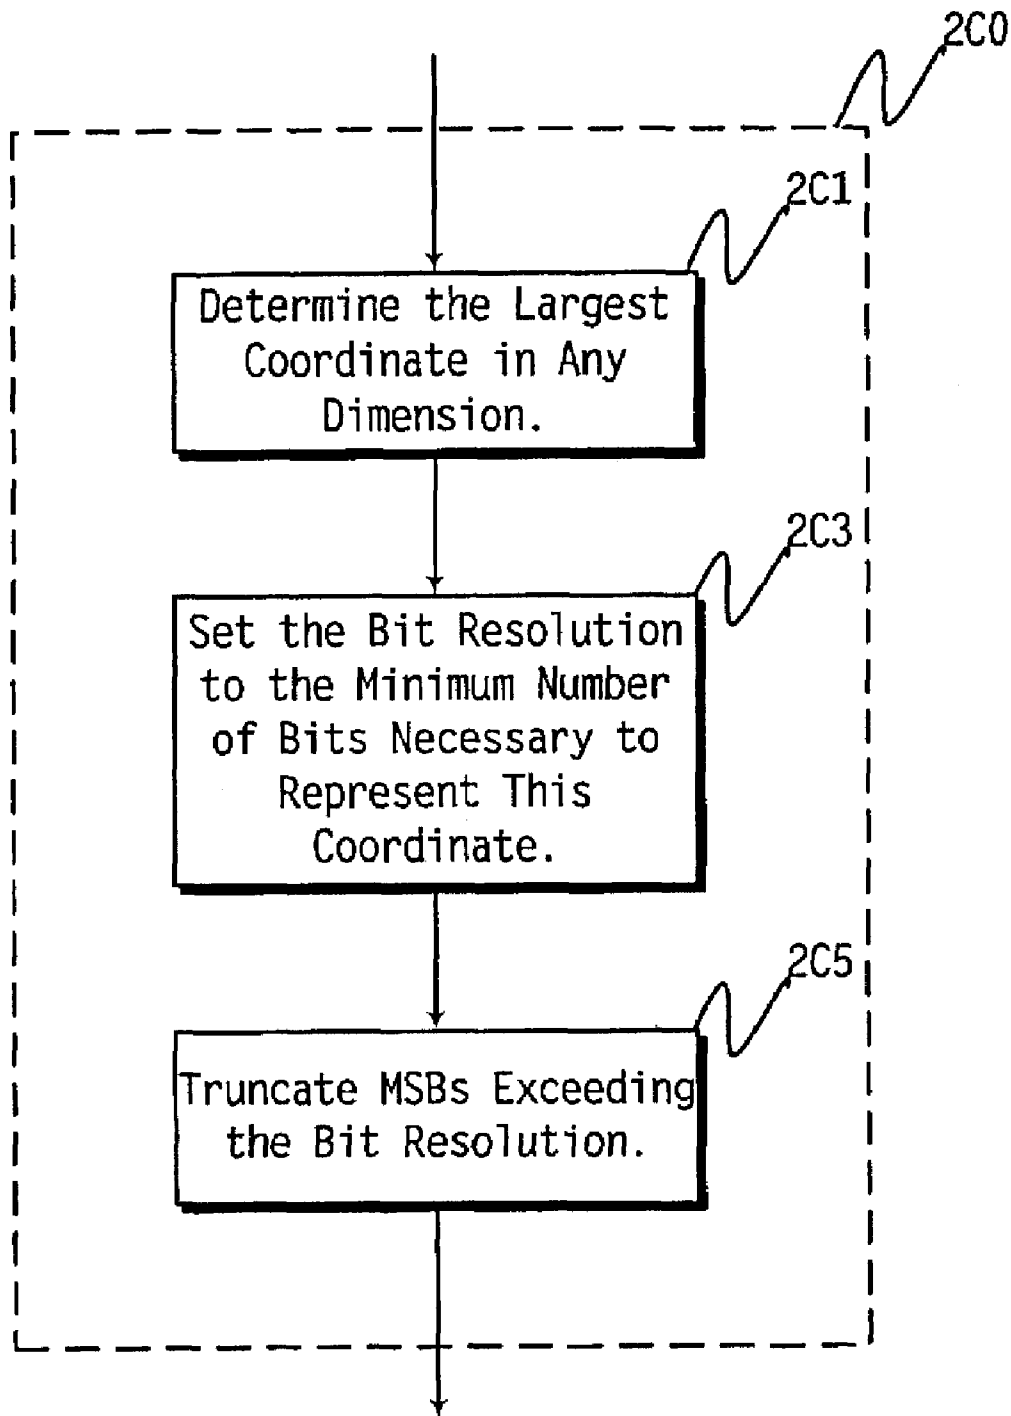 2C0
2C1
Determine the Largest
Coordinate in Any
Dimension.
2C3
Set the Bit Resolution
to the Minimum Number
of Bits Necessary to
Represent This
Coordinate.
2C5
Truncate MSBs Exceeding
the Bit Resolution.